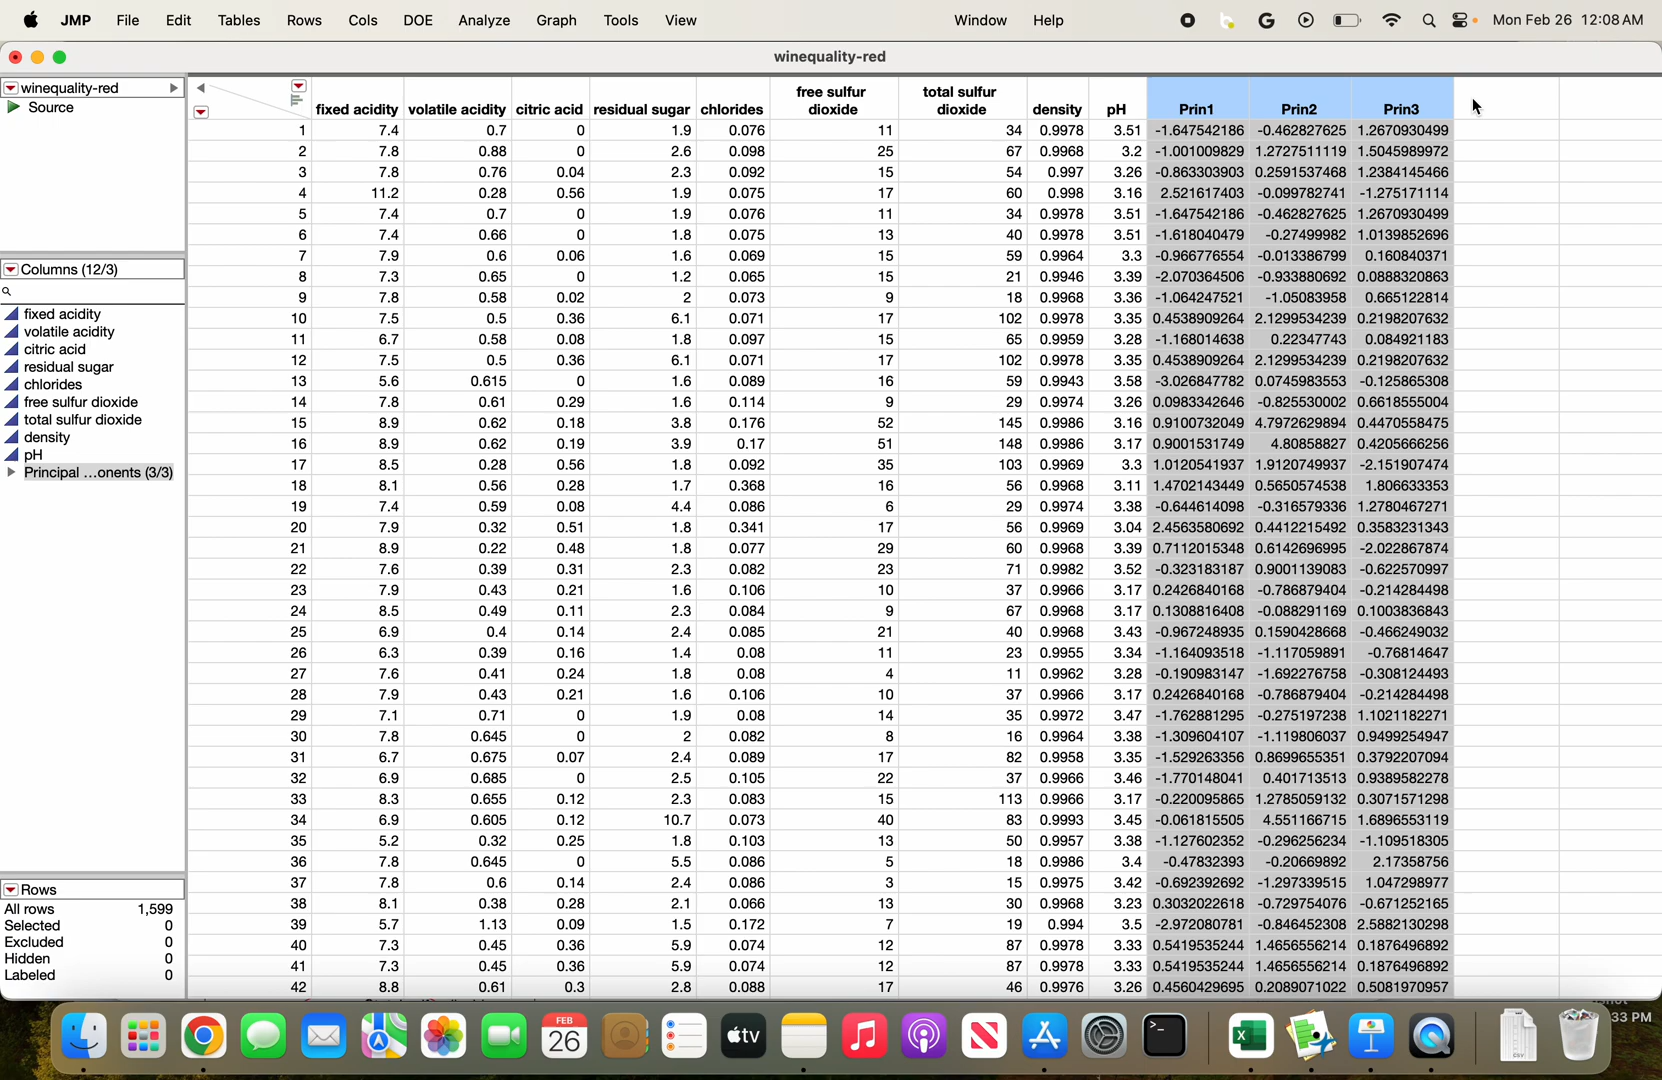 JMP File Edit Tables Rows Cols DOE Analyze Graph Tools View Window Help Mon Feb 26 12:08 AM
winequality-red
winequality-red
Source
Columns (12/3)
fixed acidity
volatile acidity
citric acid
residual sugar
chlorides
free sulfur dioxide
total sulfur dioxide
density
pH
Principal ...onents (3/3)
Rows
All rows 1,599
Selected 0
Excluded 0
Hidden 0
Labeled 0
free sulfur total sulfur
fixed acidity volatile acidity citric acid residual sugar chlorides dioxide dioxide density pH Prin1 Prin2 Prin3
1 7.4 0.7 0 1.9 0.076 11 34 0.9978 3.51 -1.647542186 -0.462827625 1.2670930499
2 7.8 0.88 0 2.6 0.098 25 67 0.9968 3.2 -1.001009829 1.2727511119 1.5045989972
3 7.8 0.76 0.04 2.3 0.092 15 54 0.997 3.26 -0.863303903 0.2591537468 1.2384145466
4 11.2 0.28 0.56 1.9 0.075 17 60 0.998 3.16 2.521617403 -0.099782741 -1.275171114
5 7.4 0.7 0 1.9 0.076 11 34 0.9978 3.51 -1.647542186 -0.462827625 1.2670930499
6 7.4 0.66 0 1.8 0.075 13 40 0.9978 3.51 -1.618040479 -0.27499982 1.0139852696
7 7.9 0.6 0.06 1.6 0.069 15 59 0.9964 3.3 -0.966776554 -0.013386799 0.160840371
8 7.3 0.65 0 1.2 0.065 15 21 0.9946 3.39 -2.070364506 -0.933880692 0.0888320863
9 7.8 0.58 0.02 2 0.073 9 18 0.9968 3.36 -1.064247521 -1.05083958 0.665122814
10 7.5 0.5 0.36 6.1 0.071 17 102 0.9978 3.35 0.4538909264 2.1299534239 0.2198207632
11 6.7 0.58 0.08 1.8 0.097 15 65 0.9959 3.28 -1.168014638 0.22347743 0.084921183
12 7.5 0.5 0.36 6.1 0.071 17 102 0.9978 3.35 0.4538909264 2.1299534239 0.2198207632
13 5.6 0.615 0 1.6 0.089 16 59 0.9943 3.58 -3.026847782 0.0745983553 -0.125865308
14 7.8 0.61 0.29 1.6 0.114 9 29 0.9974 3.26 0.0983342646 -0.825530002 0.6618555004
15 8.9 0.62 0.18 3.8 0.176 52 145 0.9986 3.16 0.9100732049 4.7972629894 0.4470558475
16 8.9 0.62 0.19 3.9 0.17 51 148 0.9986 3.17 0.9001531749 4.80858827 0.4205666256
17 8.5 0.28 0.56 1.8 0.092 35 103 0.9969 3.3 1.0120541937 1.9120749937 -2.151907474
18 8.1 0.56 0.28 1.7 0.368 16 56 0.9968 3.11 1.4702143449 0.5650574538 1.806633353
19 7.4 0.59 0.08 4.4 0.086 6 29 0.9974 3.38 -0.644614098 -0.316579336 1.2780467271
20 7.9 0.32 0.51 1.8 0.341 17 56 0.9969 3.04 2.4563580692 0.4412215492 0.3583231343
21 8.9 0.22 0.48 1.8 0.077 29 60 0.9968 3.39 0.7112015348 0.6142696995 -2.022867874
22 7.6 0.39 0.31 2.3 0.082 23 71 0.9982 3.52 -0.323183187 0.9001139083 -0.622570997
23 7.9 0.43 0.21 1.6 0.106 10 37 0.9966 3.17 0.2426840168 -0.786879404 -0.214284498
24 8.5 0.49 0.11 2.3 0.084 9 67 0.9968 3.17 0.1308816408 -0.088291169 0.1003836843
25 6.9 0.4 0.14 2.4 0.085 21 40 0.9968 3.43 -0.967248935 0.1590428668 -0.466249032
26 6.3 0.39 0.16 1.4 0.08 11 23 0.9955 3.34 -1.164093518 -1.117059891 -0.76814647
27 7.6 0.41 0.24 1.8 0.08 4 11 0.9962 3.28 -0.190983147 -1.692276758 -0.308124493
28 7.9 0.43 0.21 1.6 0.106 10 37 0.9966 3.17 0.2426840168 -0.786879404 -0.214284498
29 7.1 0.71 0 1.9 0.08 14 35 0.9972 3.47 -1.762881295 -0.275197238 1.1021182271
30 7.8 0.645 0 2 0.082 8 16 0.9964 3.38 -1.309604107 -1.119806037 0.9499254947
31 6.7 0.675 0.07 2.4 0.089 17 82 0.9958 3.35 -1.529263356 0.8699655351 0.3792207094
32 6.9 0.685 0 2.5 0.105 22 37 0.9966 3.46 -1.770148041 0.401713513 0.9389582278
33 8.3 0.655 0.12 2.3 0.083 15 113 0.9966 3.17 -0.220095865 1.2785059132 0.3071571298
34 6.9 0.605 0.12 10.7 0.073 40 83 0.9993 3.45 -0.061815505 4.551166715 1.6896553119
35 5.2 0.32 0.25 1.8 0.103 13 50 0.9957 3.38 -1.127602352 -0.296256234 -1.109518305
36 7.8 0.645 0 5.5 0.086 5 18 0.9986 3.4 -0.47832393 -0.20669892 2.17358756
37 7.8 0.6 0.14 2.4 0.086 3 15 0.9975 3.42 -0.692392692 -1.297339515 1.047298977
38 8.1 0.38 0.28 2.1 0.066 13 30 0.9968 3.23 0.3032022618 -0.729754076 -0.671252165
39 5.7 1.13 0.09 1.5 0.172 7 19 0.994 3.5 -2.972080781 -0.846452308 2.5882130298
40 7.3 0.45 0.36 5.9 0.074 12 87 0.9978 3.33 0.5419535244 1.4656556214 0.1876496892
41 7.3 0.45 0.36 5.9 0.074 12 87 0.9978 3.33 0.5419535244 1.4656556214 0.1876496892
42 8.8 0.61 0.3 2.8 0.088 17 46 0.9976 3.26 0.4560429695 0.2089071022 0.5081970957
33 PM
FEB
26
tv